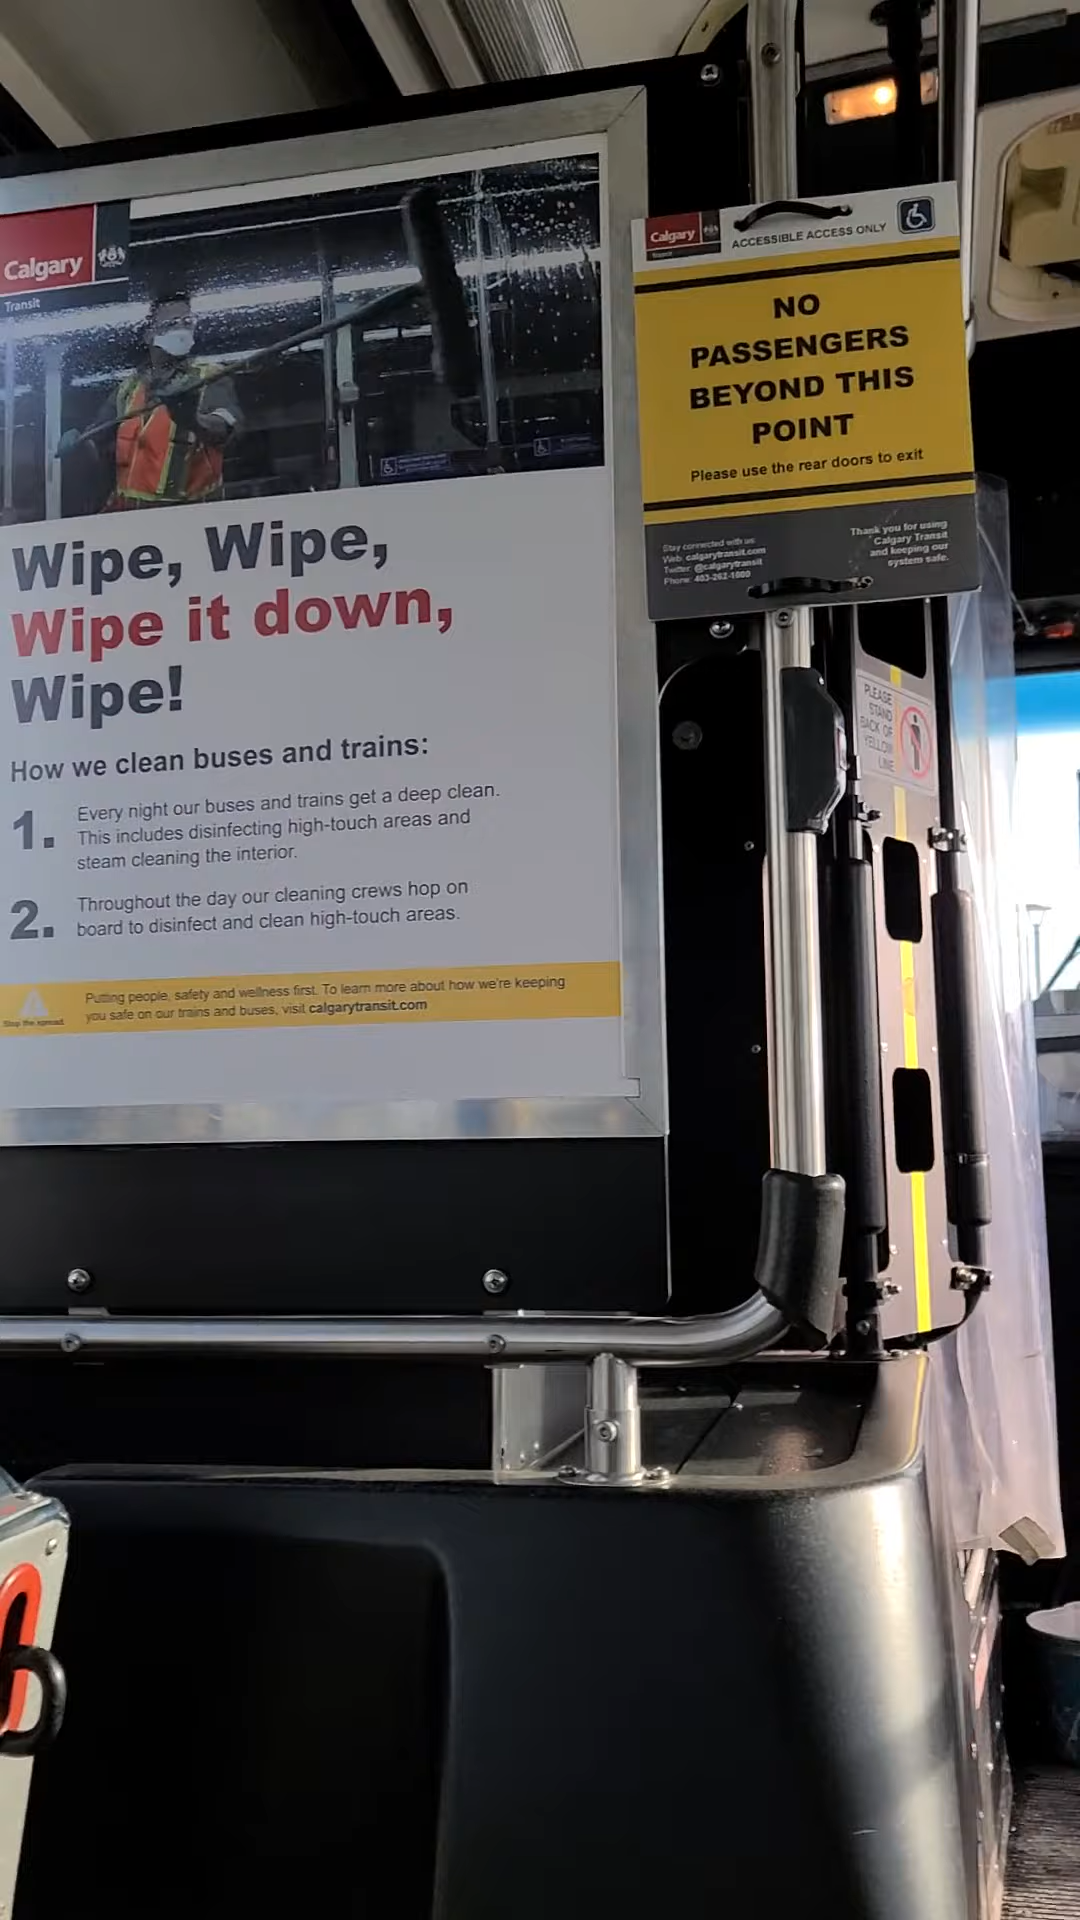 Calgary
Transit
Wipe, Wipe,
Wipe it down,
Wipe!
How we clean buses and trains:
1. Every night our buses and trains get a deep clean.
This includes disinfecting high-touch areas and
steam cleaning the interior.
2. Throughout the day our cleaning crews hop on
board to disinfect and clean high-touch areas.
Stop the spread
Putting people, safety and wellness first. To learn more about how we're keeping
you safe on our trains and buses, visit calgarytransit.com
Calgary
Transit
ACCESSIBLE ACCESS ONLY
NO
PASSENGERS
BEYOND THIS
POINT
Please use the rear doors to exit
Stay connected with us
Web: calgarytransit.com
Twitter: @calgarytransit
Phone: 403-262-1000
Thank you for using
Calgary Transit
and keeping our
system safe.
PLEASE
STAND
BACK OF
YELLOW
LINE